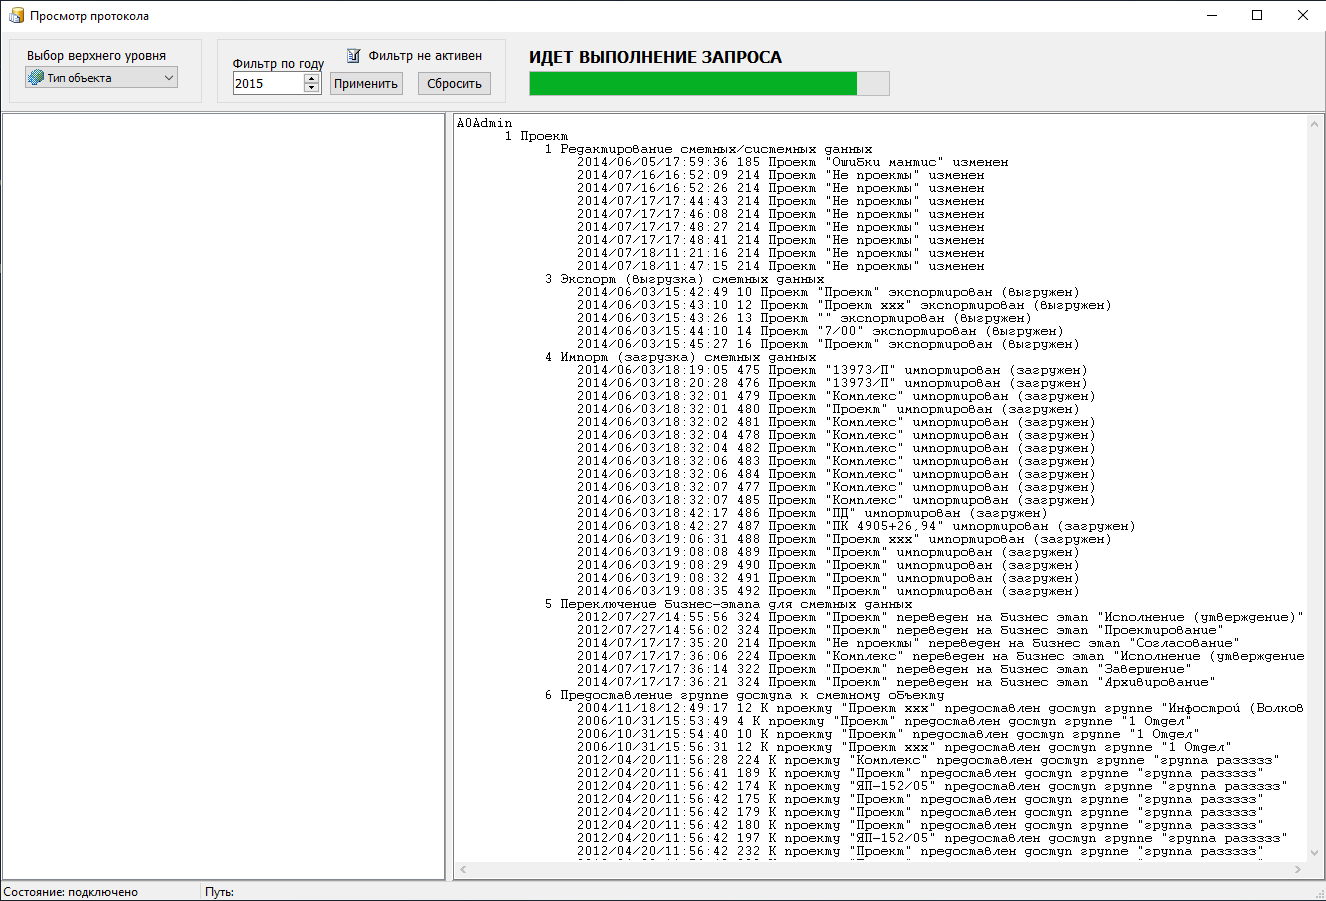 Просмотр протокола
Выбор верхнего уровня
Тип объекта
Фильтр по году
Фильтр не активен
2015
Применить
Сбросить
ИДЕТ ВЫПОЛНЕНИЕ ЗАПРОСА
A0Admin
1 Проект
1 Редактирование сметных/системных данных
2014/06/05/17:59:36 185 Проект "Ошибки мантис" изменен
2014/07/16/16:52:09 214 Проект "Не проекты" изменен
2014/07/16/16:52:26 214 Проект "Не проекты" изменен
2014/07/17/17:44:43 214 Проект "Не проекты" изменен
2014/07/17/17:46:08 214 Проект "Не проекты" изменен
2014/07/17/17:48:27 214 Проект "Не проекты" изменен
2014/07/17/17:48:41 214 Проект "Не проекты" изменен
2014/07/18/11:21:16 214 Проект "Не проекты" изменен
2014/07/18/11:47:15 214 Проект "Не проекты" изменен
3 Экспорт (выгрузка) сметных данных
2014/06/03/15:42:49 10 Проект "Проект" экспортирован (выгружен)
2014/06/03/15:43:10 12 Проект "Проект ххх" экспортирован (выгружен)
2014/06/03/15:43:26 13 Проект "" экспортирован (выгружен)
2014/06/03/15:44:10 14 Проект "7/00" экспортирован (выгружен)
2014/06/03/15:45:27 16 Проект "Проект" экспортирован (выгружен)
4 Импорт (загрузка) сметных данных
2014/06/03/18:19:05 475 Проект "13973/П" импортирован (загружен)
2014/06/03/18:20:28 476 Проект "13973/П" импортирован (загружен)
2014/06/03/18:32:01 479 Проект "Комплекс" импортирован (загружен)
2014/06/03/18:32:01 480 Проект "Проект" импортирован (загружен)
2014/06/03/18:32:02 481 Проект "Комплекс" импортирован (загружен)
2014/06/03/18:32:04 478 Проект "Комплекс" импортирован (загружен)
2014/06/03/18:32:04 482 Проект "Комплекс" импортирован (загружен)
2014/06/03/18:32:06 483 Проект "Комплекс" импортирован (загружен)
2014/06/03/18:32:06 484 Проект "Комплекс" импортирован (загружен)
2014/06/03/18:32:07 477 Проект "Комплекс" импортирован (загружен)
2014/06/03/18:32:07 485 Проект "Комплекс" импортирован (загружен)
2014/06/03/18:42:17 486 Проект "ПД" импортирован (загружен)
2014/06/03/18:42:27 487 Проект "ПК 4905+26,94" импортирован (загружен)
2014/06/03/19:06:31 488 Проект "Проект ххх" импортирован (загружен)
2014/06/03/19:08:08 489 Проект "Проект" импортирован (загружен)
2014/06/03/19:08:29 490 Проект "Проект" импортирован (загружен)
2014/06/03/19:08:32 491 Проект "Проект" импортирован (загружен)
2014/06/03/19:08:35 492 Проект "Проект" импортирован (загружен)
5 Переключение бизнес-этапа для сметных данных
2012/07/27/14:55:56 324 Проект "Проект" переведен на бизнес этап "Исполнение (утверждение)"
2012/07/27/14:56:02 324 Проект "Проект" переведен на бизнес этап "Проектирование"
2014/07/17/17:35:20 214 Проект "Не проекты" переведен на бизнес этап "Согласование"
2014/07/17/17:36:06 224 Проект "Комплекс" переведен на бизнес этап "Исполнение (утверждение
2014/07/17/17:36:14 322 Проект "Проект" переведен на бизнес этап "Завершение"
2014/07/17/17:36:21 324 Проект "Проект" переведен на бизнес этап "Архивирование"
6 Предоставление группе доступа к сметному объекту
2004/11/18/12:49:17 12 К проекту "Проект ххх" предоставлен доступ группе "Инфострой (Волков
2006/10/31/15:53:49 4 К проекту "Проект" предоставлен доступ группе "1 Отдел"
2006/10/31/15:54:40 10 К проекту "Проект" предоставлен доступ группе "1 Отдел"
2006/10/31/15:56:31 12 К проекту "Проект ххх" предоставлен доступ группе "1 Отдел"
2012/04/20/11:56:28 224 К проекту "Комплекс" предоставлен доступ группе "группа раззззз"
2012/04/20/11:56:41 189 К проекту "Проект" предоставлен доступ группе "группа раззззз"
2012/04/20/11:56:42 174 К проекту "ЯП-152/05" предоставлен доступ группе "группа раззззз"
2012/04/20/11:56:42 175 К проекту "Проект" предоставлен доступ группе "группа раззззз"
2012/04/20/11:56:42 179 К проекту "Проект" предоставлен доступ группе "группа раззззз"
2012/04/20/11:56:42 180 К проекту "Проект" предоставлен доступ группе "группа раззззз"
2012/04/20/11:56:42 197 К проекту "ЯП-152/05" предоставлен доступ группе "группа раззззз"
2012/04/20/11:56:42 232 К проекту "Проект" предоставлен доступ группе "группа раззззз"
Состояние: подключено
Путь: